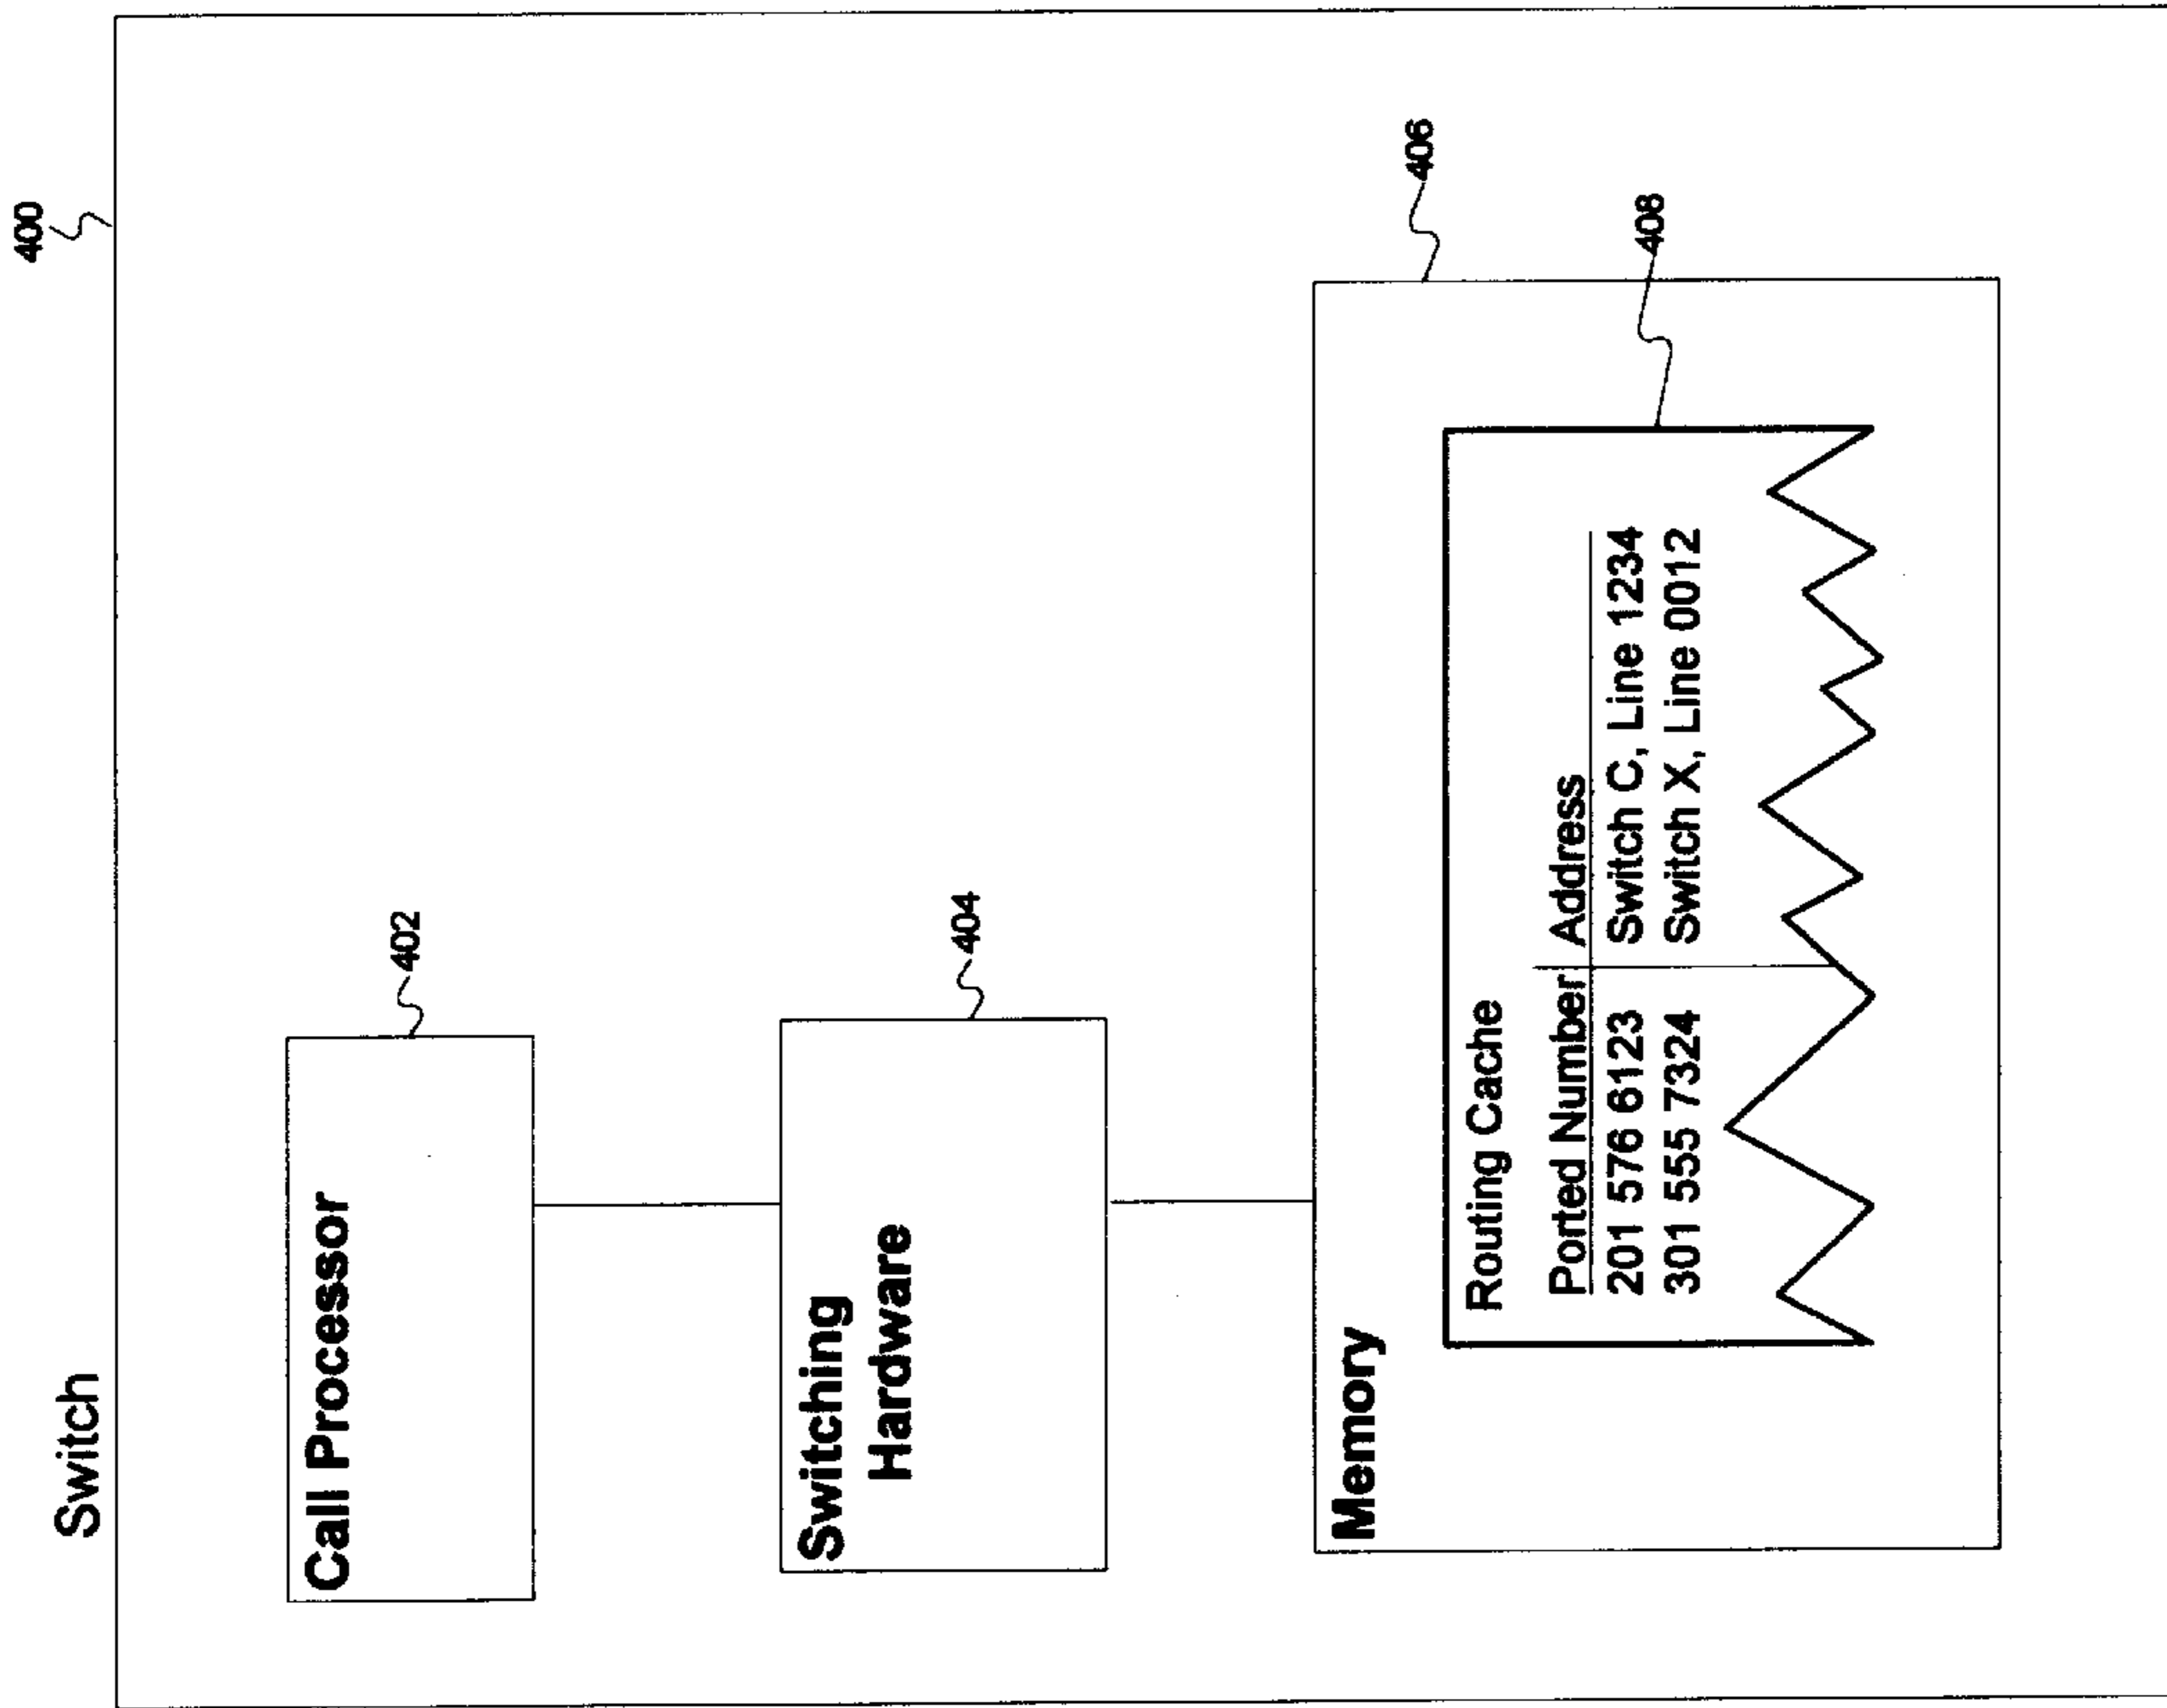 Switch
400
Call Processor
402
Switching
Hardware
404
Memory
406
408
Routing Cache
Ported Number Address
201 576 6123 Switch C, Line 1234
301 555 7324 Switch X, Line 0012